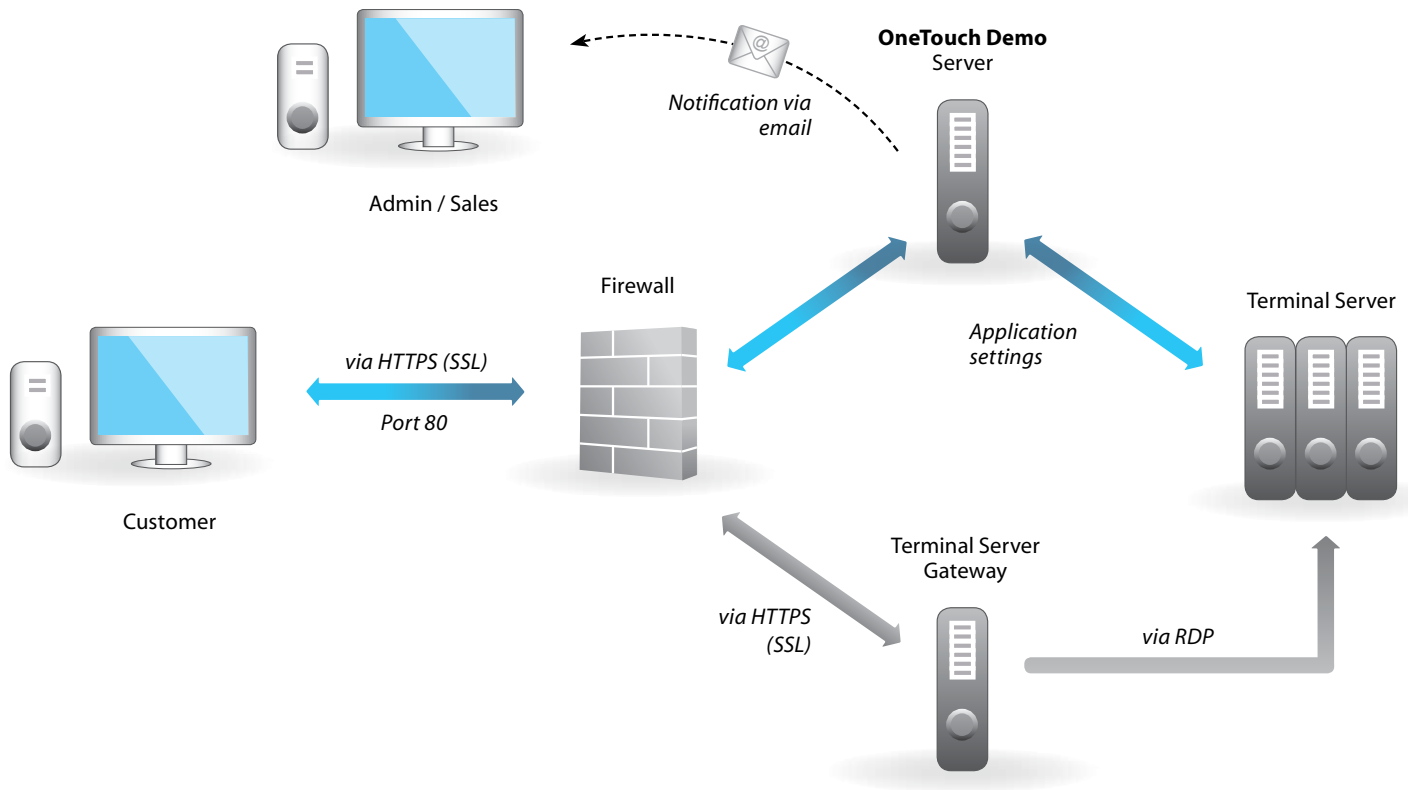 OneTouch Demo
Server
Notification via
email
Admin / Sales
Firewall
Terminal Server
Application
settings
via HTTPS (SSL)
Port 80
Customer
Terminal Server
Gateway
via HTTPS
(SSL)
via RDP